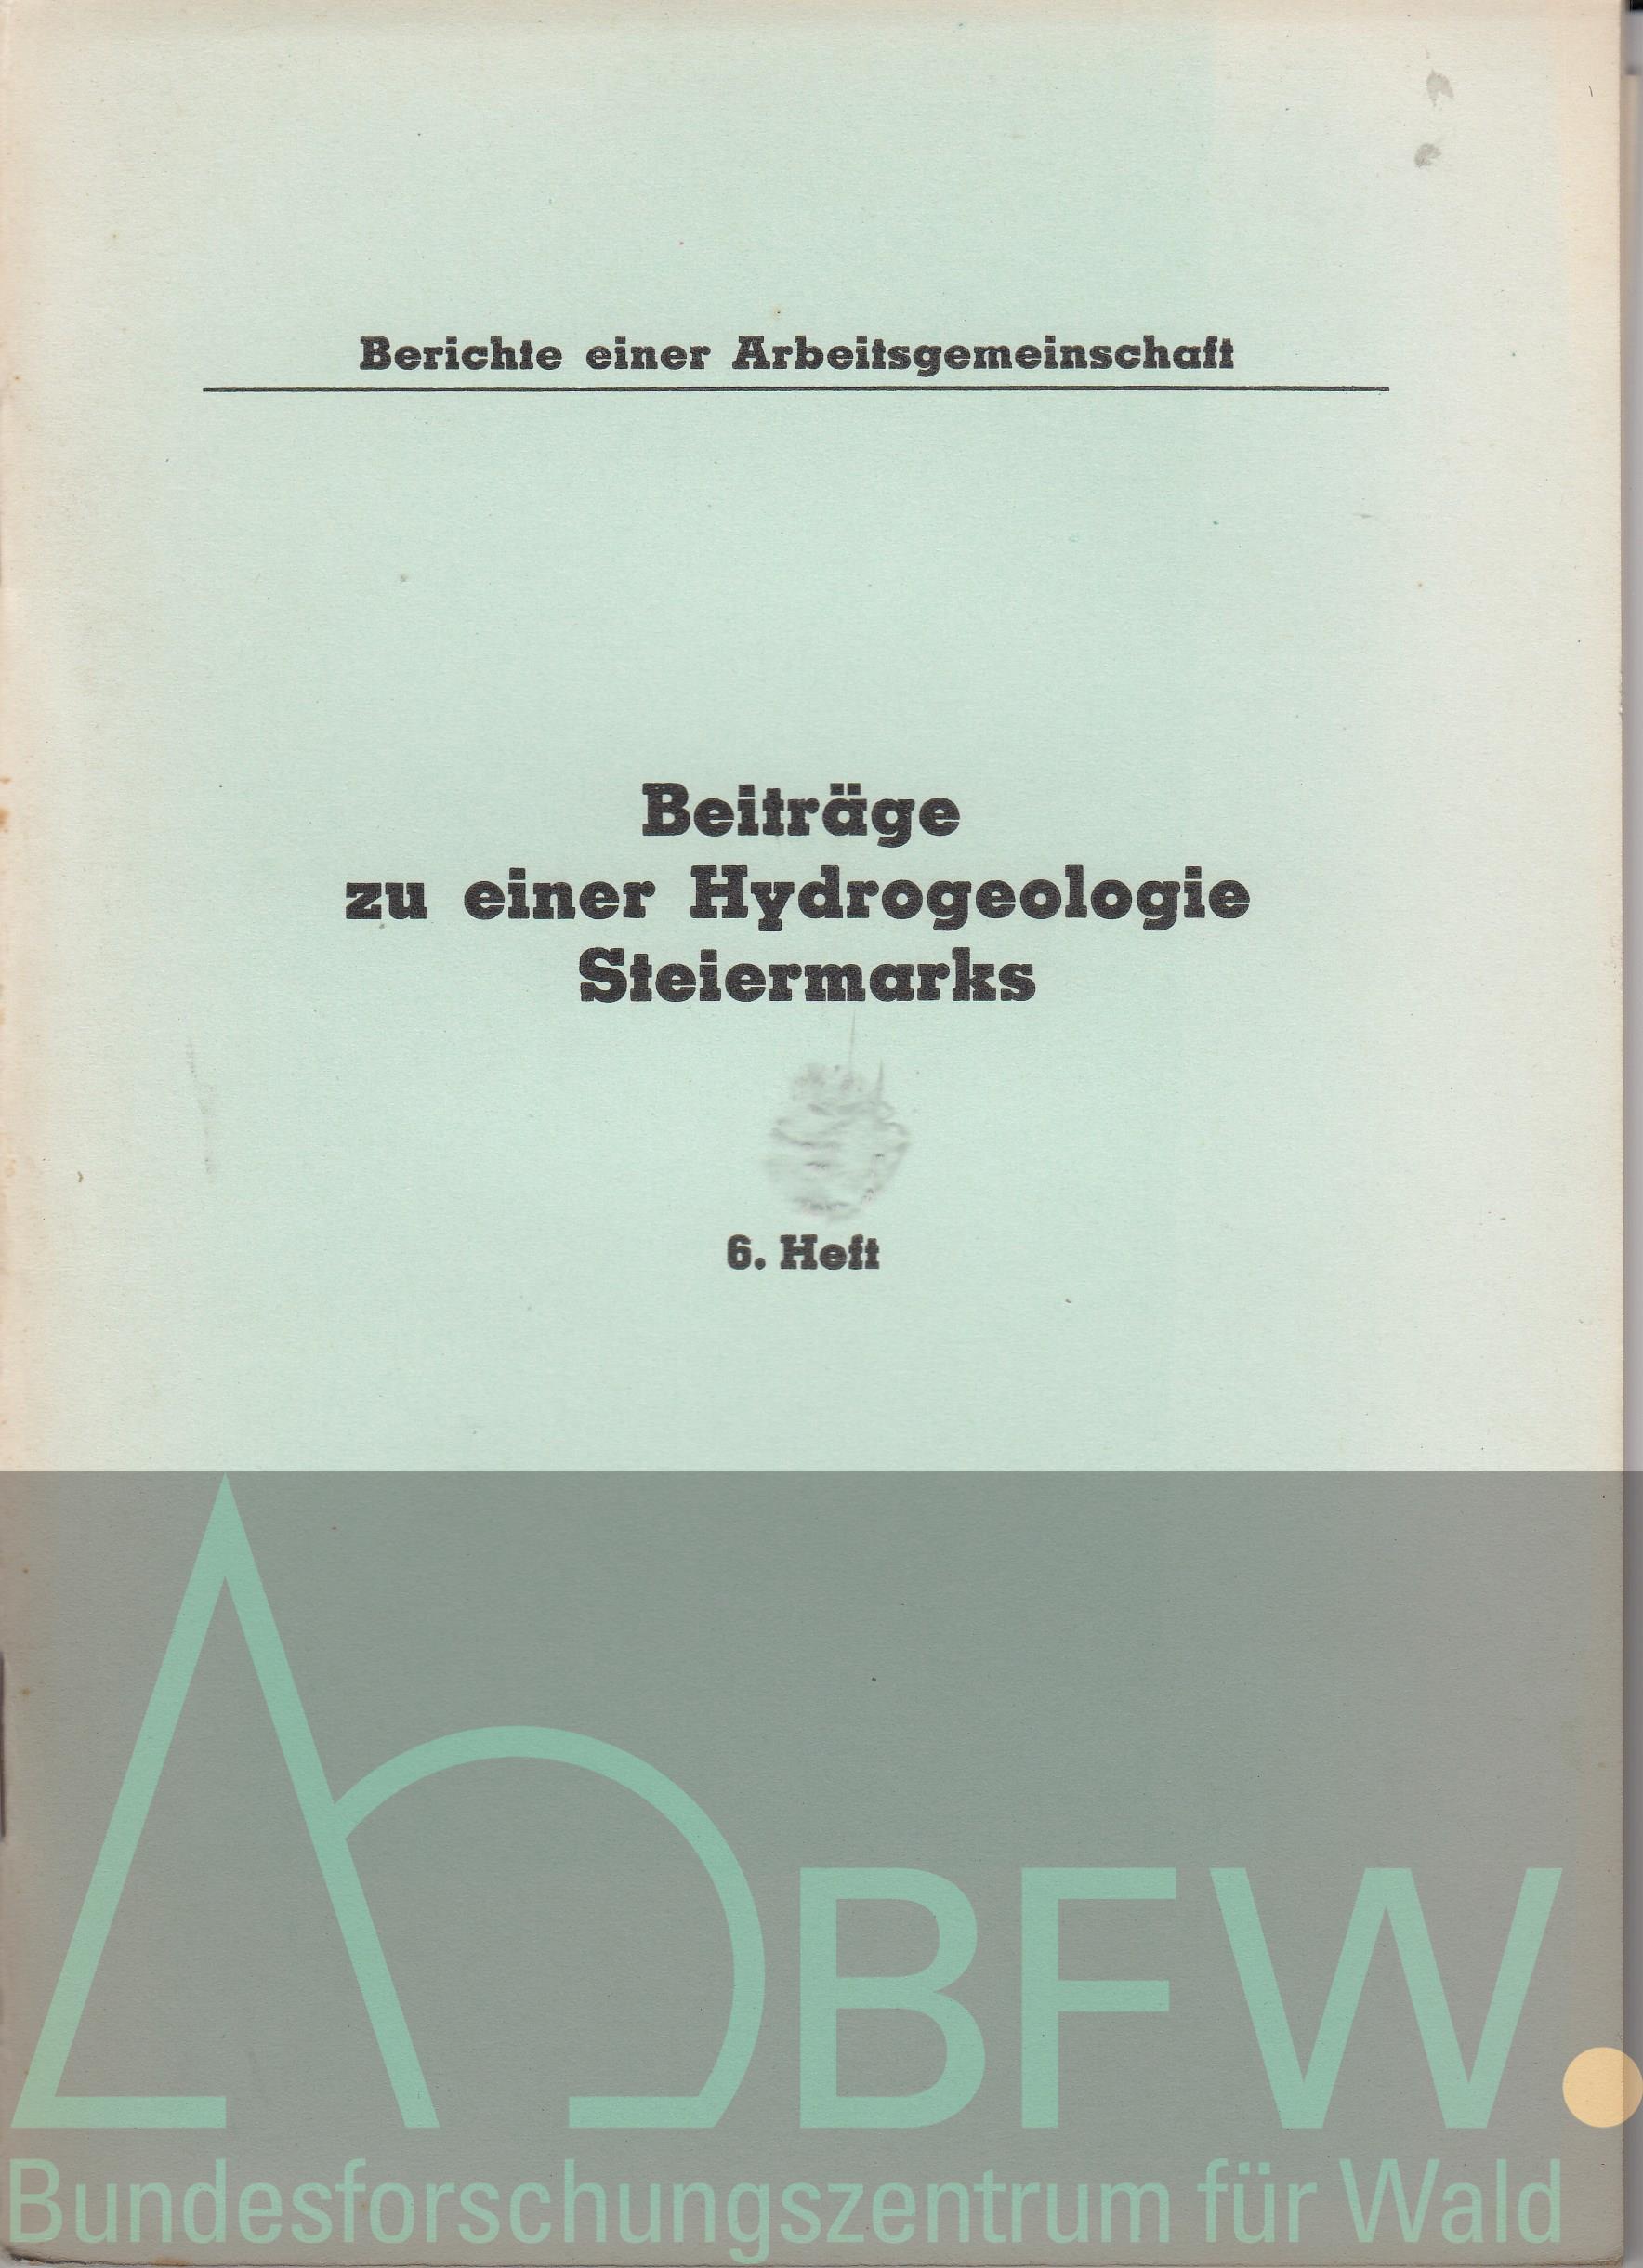 Berichte einer Arbeitsgemeinschaft
Beiträge
zu einer Hydrogeologie
Steiermarks
6. Heft
BFW.
Bundesforschungszentrum für Wald